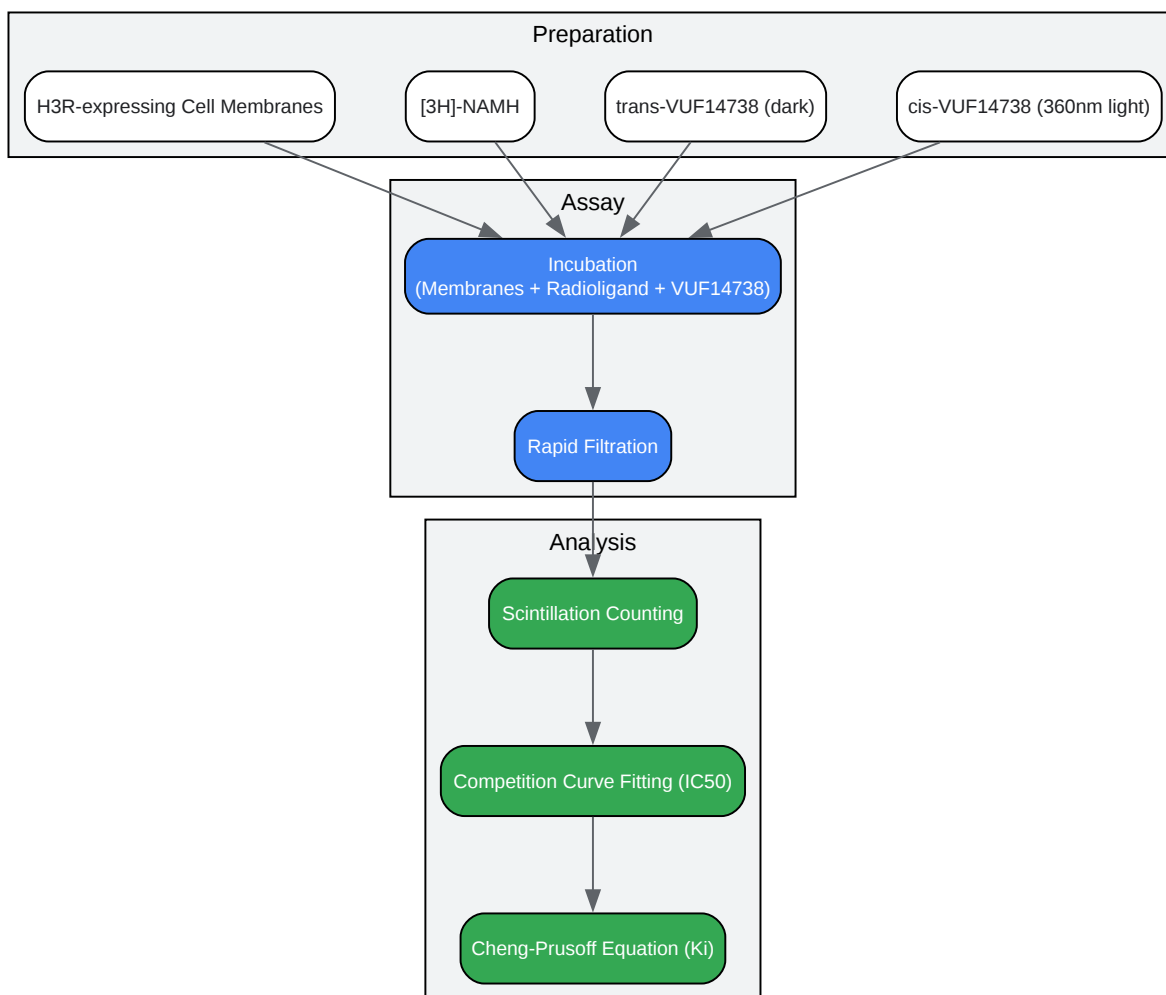 Preparation
H3R-expressing Cell Membranes
[3H]-NAMH
trans-VUF14738 (dark)
cis-VUF14738 (360nm light)
Assay
Incubation
(Membranes + Radioligand + VUF14738)
Rapid Filtration
Analysis
Scintillation Counting
Competition Curve Fitting (IC50)
Cheng-Prusoff Equation (Ki)